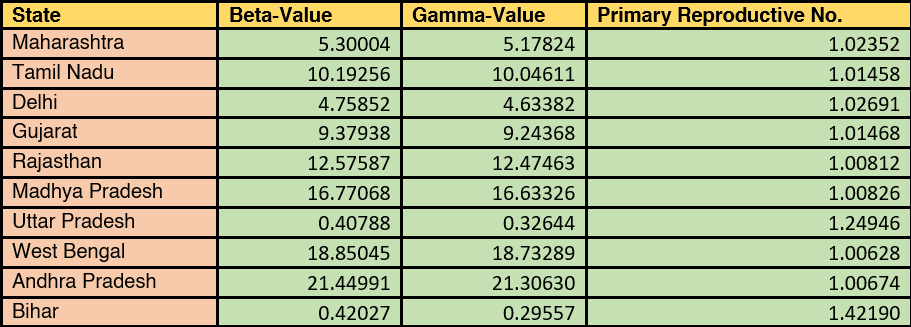 State Beta-Value Gamma-Value Primary Reproductive No.
Maharashtra 5.30004 5.17824 1.02352
Tamil Nadu 10.19256 10.04611 1.01458
Delhi 4.75852 4.63382 1.02691
Gujarat 9.37938 9.24368 1.01468
Rajasthan 12.57587 12.47463 1.00812
Madhya Pradesh 16.77068 16.63326 1.00826
Uttar Pradesh 0.40788 0.32644 1.24946
West Bengal 18.85045 18.73289 1.00628
Andhra Pradesh 21.44991 21.30630 1.00674
Bihar 0.42027 0.29557 1.42190